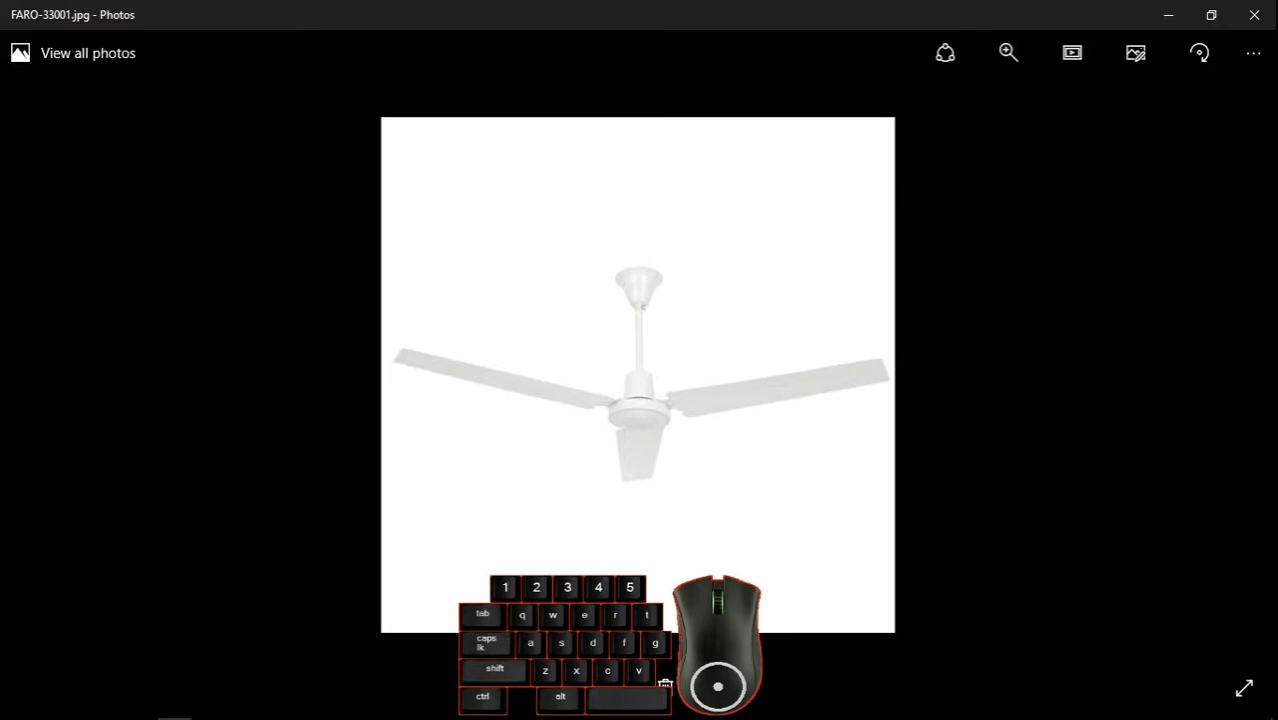 FARO-33001.jpg - Photos
View all photos
1 2 3 4 5
tab q w e r t
caps lk a s d f g
shift z x c v
ctrl alt